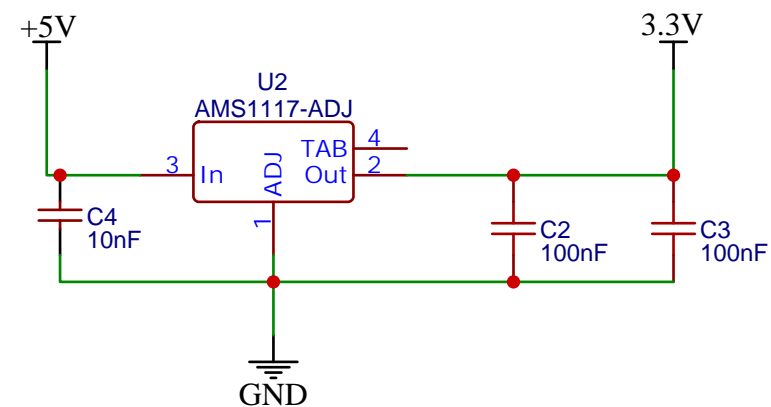 +5V
3.3V
U2
AMS1117-ADJ
TAB 4
3 In ADJ Out 2
1
C4
10nF
C2
100nF
C3
100nF
GND